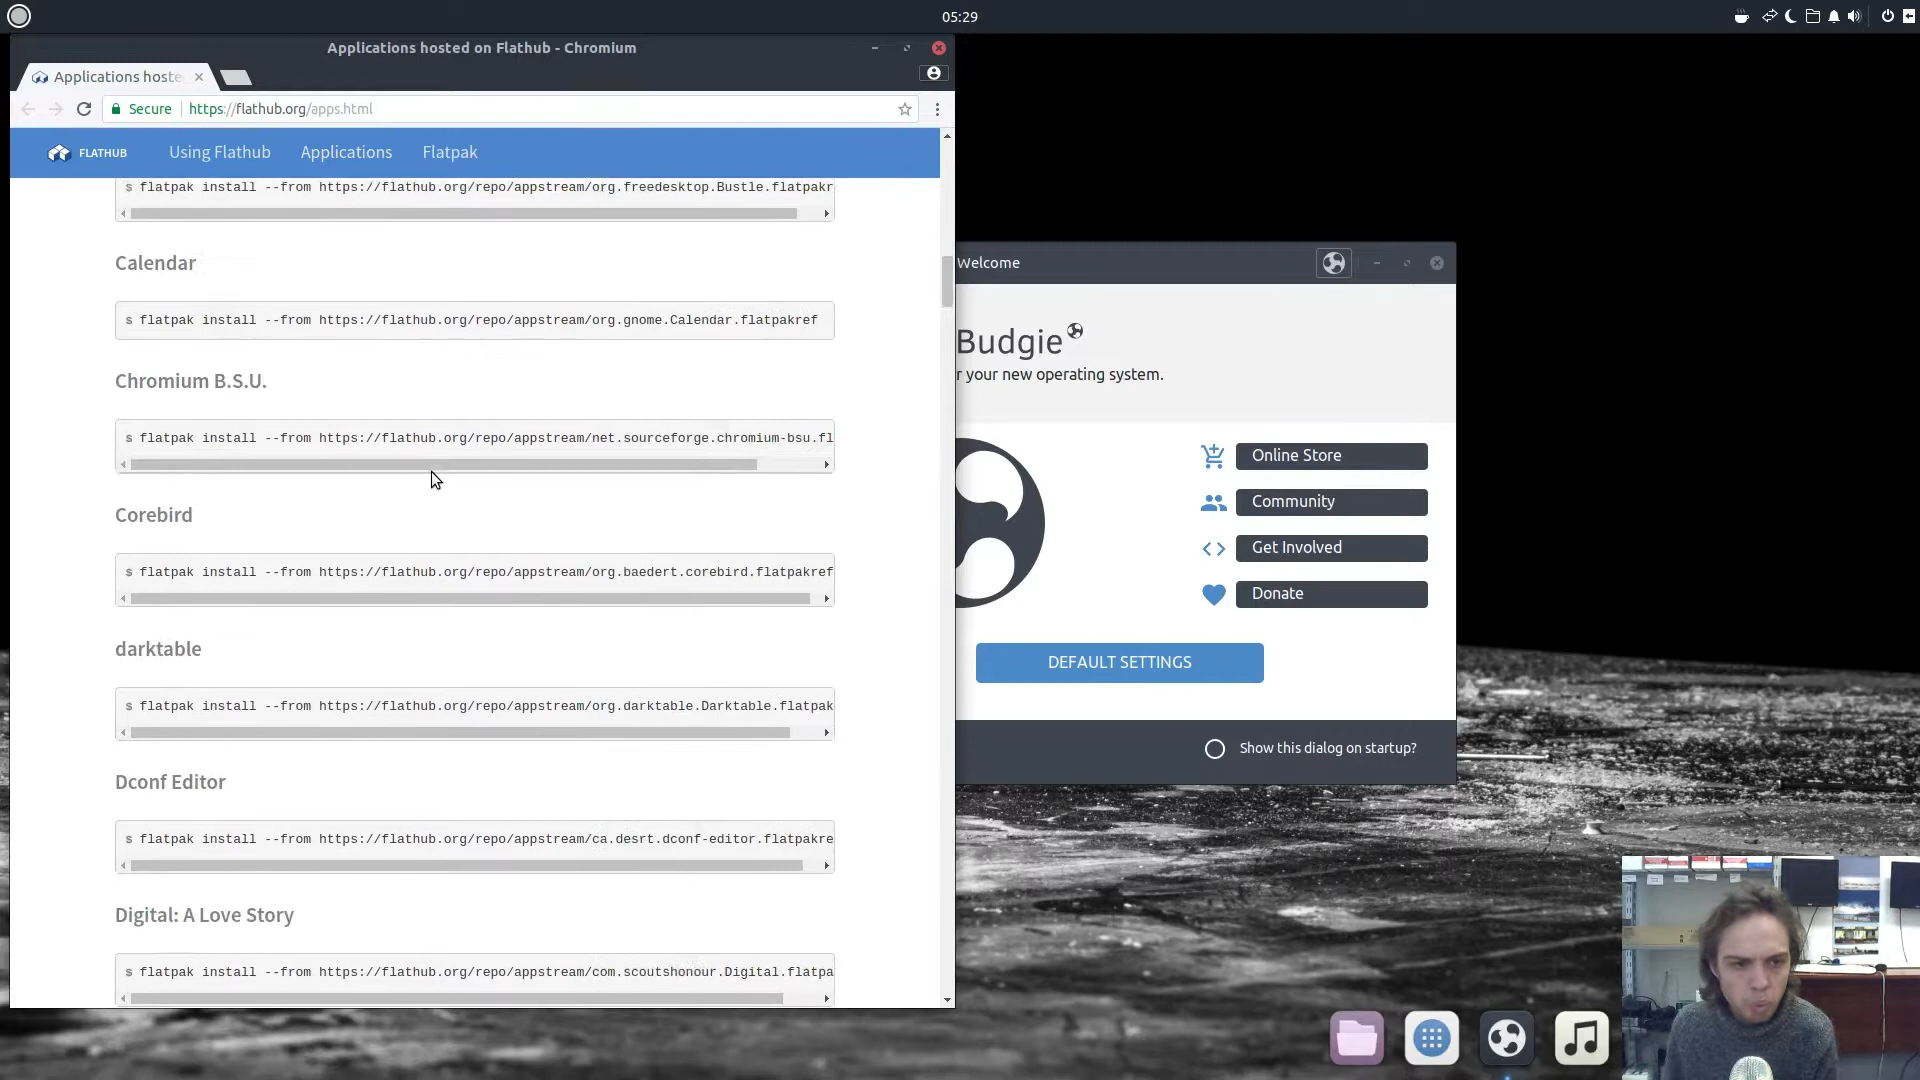 05:29
Applications hosted on Flathub - Chromium
Applications hoste
Secure https://flathub.org/apps.html
FLATHUB Using Flathub Applications Flatpak
$ flatpak install --from https://flathub.org/repo/appstream/org.freedesktop.Bustle.flatpakr
Calendar
$ flatpak install --from https://flathub.org/repo/appstream/org.gnome.Calendar.flatpakref
Chromium B.S.U.
$ flatpak install --from https://flathub.org/repo/appstream/net.sourceforge.chromium-bsu.fl
Corebird
$ flatpak install --from https://flathub.org/repo/appstream/org.baedert.corebird.flatpakref
darktable
$ flatpak install --from https://flathub.org/repo/appstream/org.darktable.Darktable.flatpak
Dconf Editor
$ flatpak install --from https://flathub.org/repo/appstream/ca.desrt.dconf-editor.flatpakre
Digital: A Love Story
$ flatpak install --from https://flathub.org/repo/appstream/com.scoutshonour.Digital.flatpa
Welcome
Budgie
r your new operating system.
Online Store
Community
Get Involved
Donate
DEFAULT SETTINGS
Show this dialog on startup?